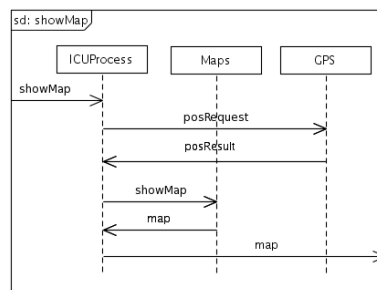 sd: showMap
ICUProcess Maps GPS
showMap
posRequest
posResult
showMap
map
map